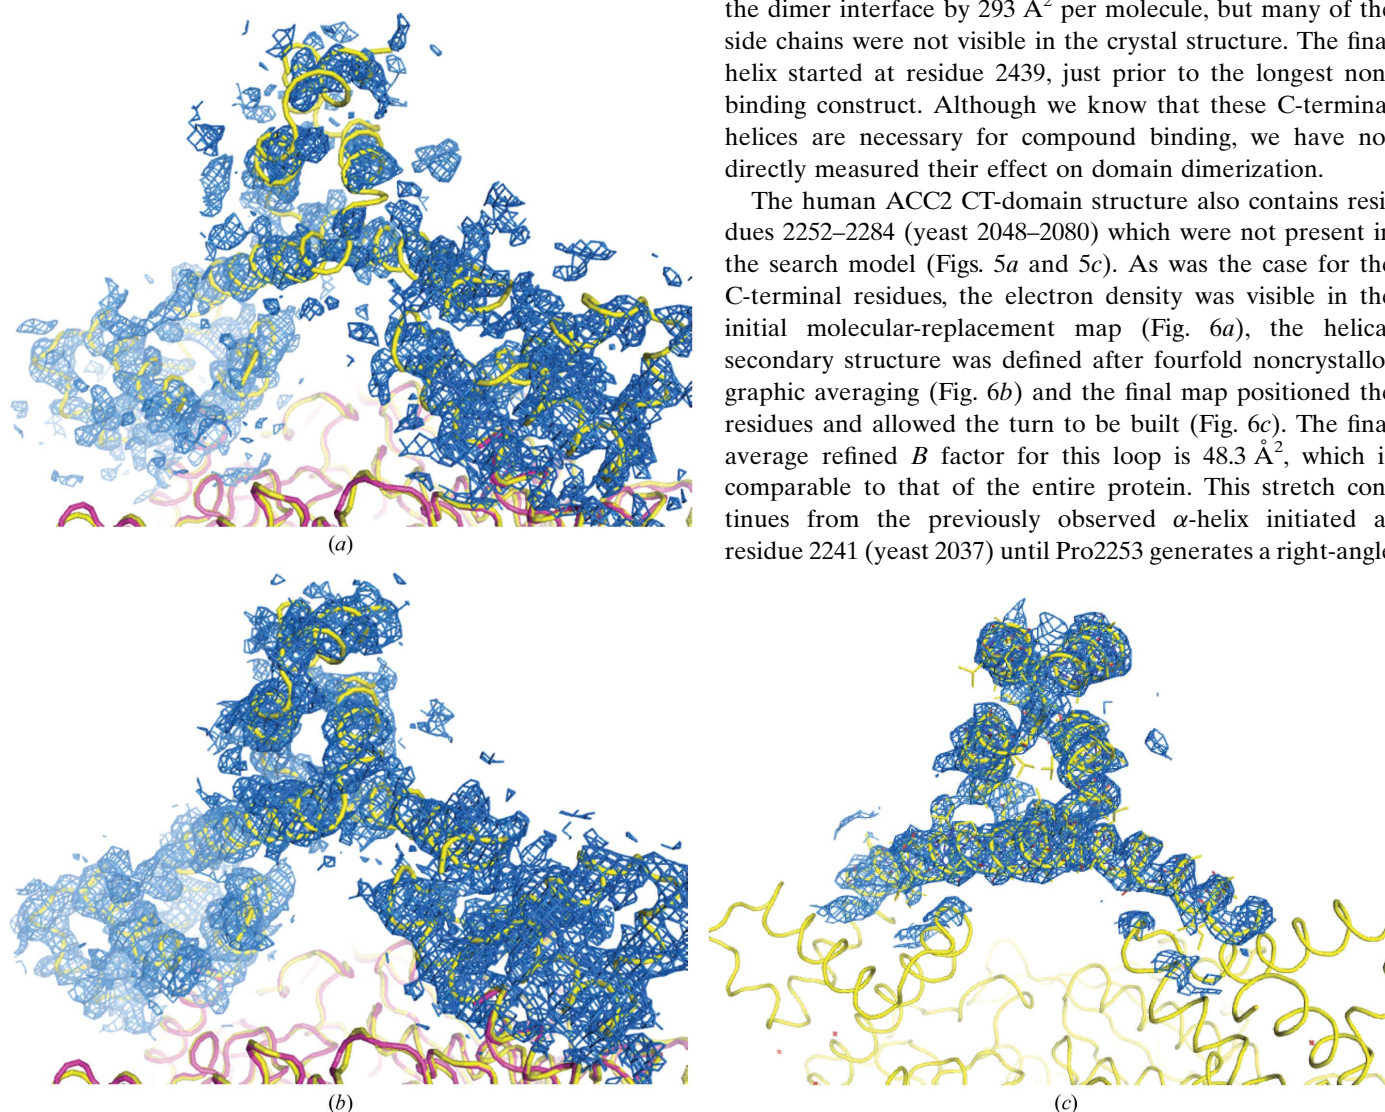 the dimer interface by 293 Å² per molecule, but many of the
side chains were not visible in the crystal structure. The fina
helix started at residue 2439, just prior to the longest non
binding construct. Although we know that these C-termina
helices are necessary for compound binding, we have no
directly measured their effect on domain dimerization.
The human ACC2 CT-domain structure also contains resi
dues 2252–2284 (yeast 2048–2080) which were not present in
the search model (Figs. 5a and 5c). As was the case for the
C-terminal residues, the electron density was visible in the
initial molecular-replacement map (Fig. 6a), the helica
secondary structure was defined after fourfold noncrystallo
graphic averaging (Fig. 6b) and the final map positioned the
residues and allowed the turn to be built (Fig. 6c). The fina
average refined B factor for this loop is 48.3 Å², which i
comparable to that of the entire protein. This stretch con
tinues from the previously observed α-helix initiated a
residue 2241 (yeast 2037) until Pro2253 generates a right-angle
(a)
(b)
(c)